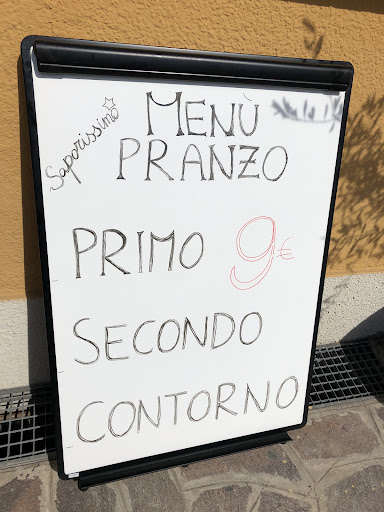 Saporissimo
MENÙ
PRANZO
PRIMO 9€
SECONDO
CONTORNO